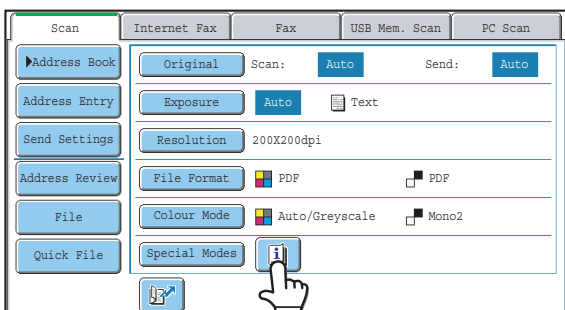 Scan Internet Fax Fax USB Mem. Scan PC Scan
Address Book Original Scan: Auto Send: Auto
Address Entry Exposure Auto Text
Send Settings Resolution 200X200dpi
Address Review File Format PDF PDF
File Colour Mode Auto/Greyscale Mono2
Quick File Special Modes i